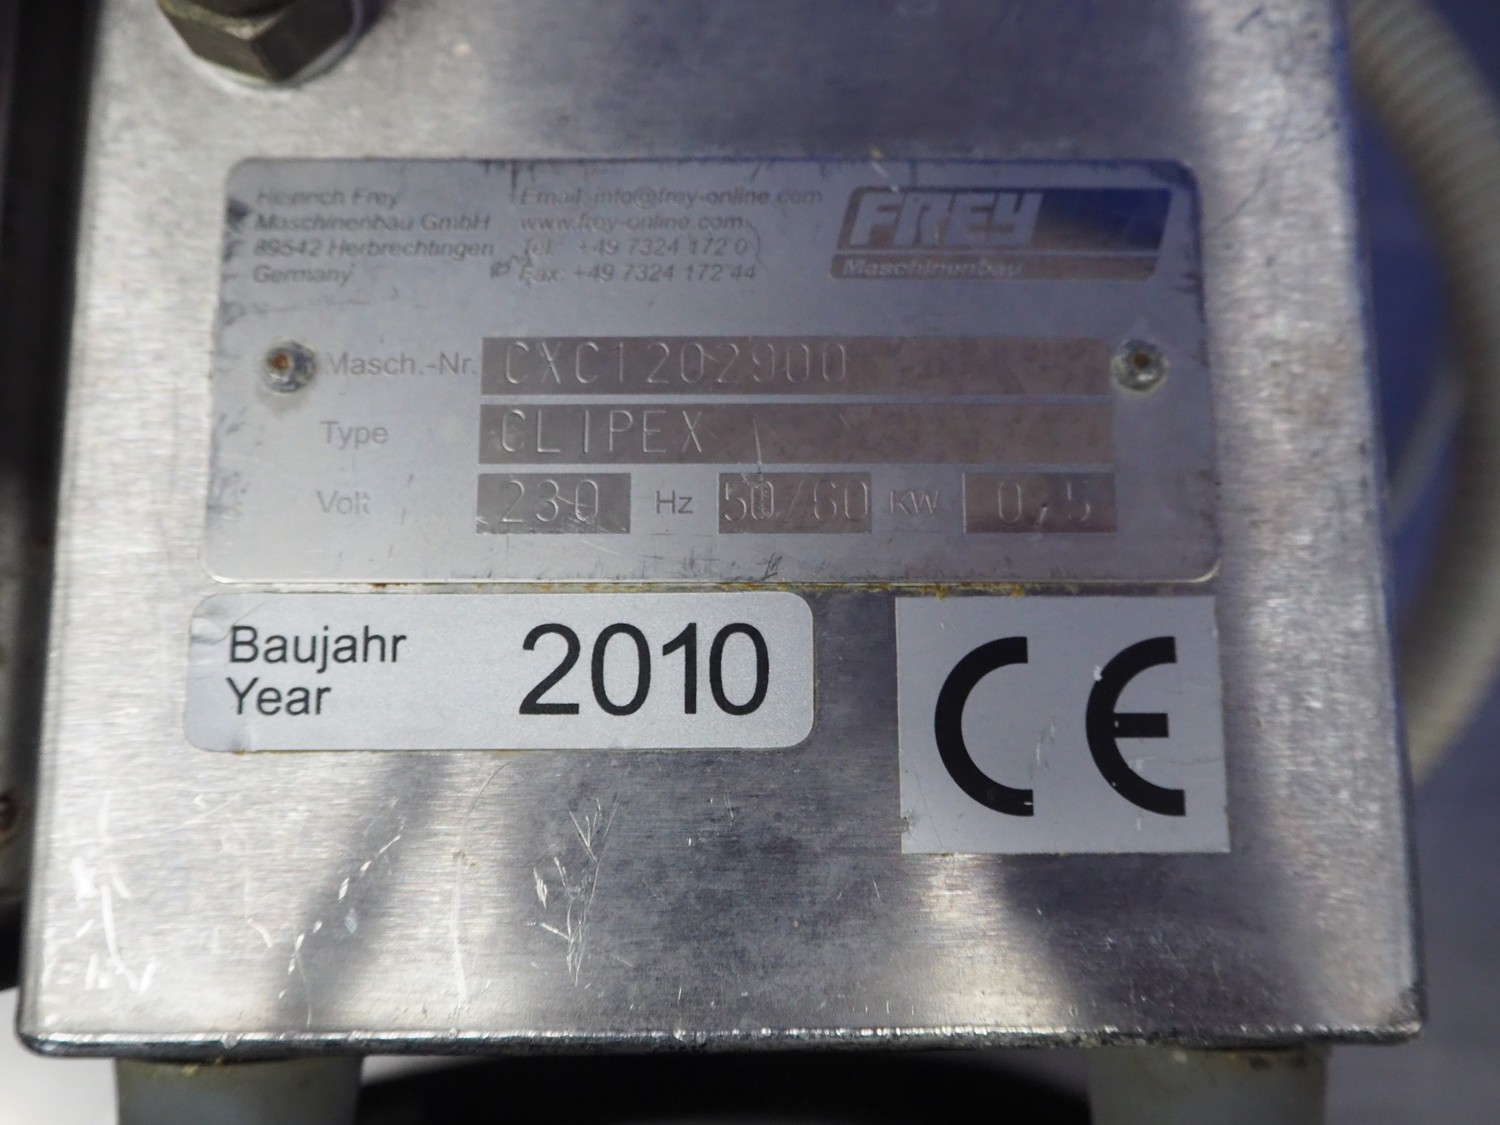 Heinrich Frey
Maschinenbau GmbH
89542 Herbrechtingen
Germany
Email: info@frey-online.com
www.frey-online.com
Tel. +49 7324 172 0
Fax +49 7324 172 44
FREY
Maschinenbau
Masch.-Nr. CXC1202900
Type CLIPEX
Volt 230 Hz 50/60 KW 0,5
Baujahr
Year
2010
CE